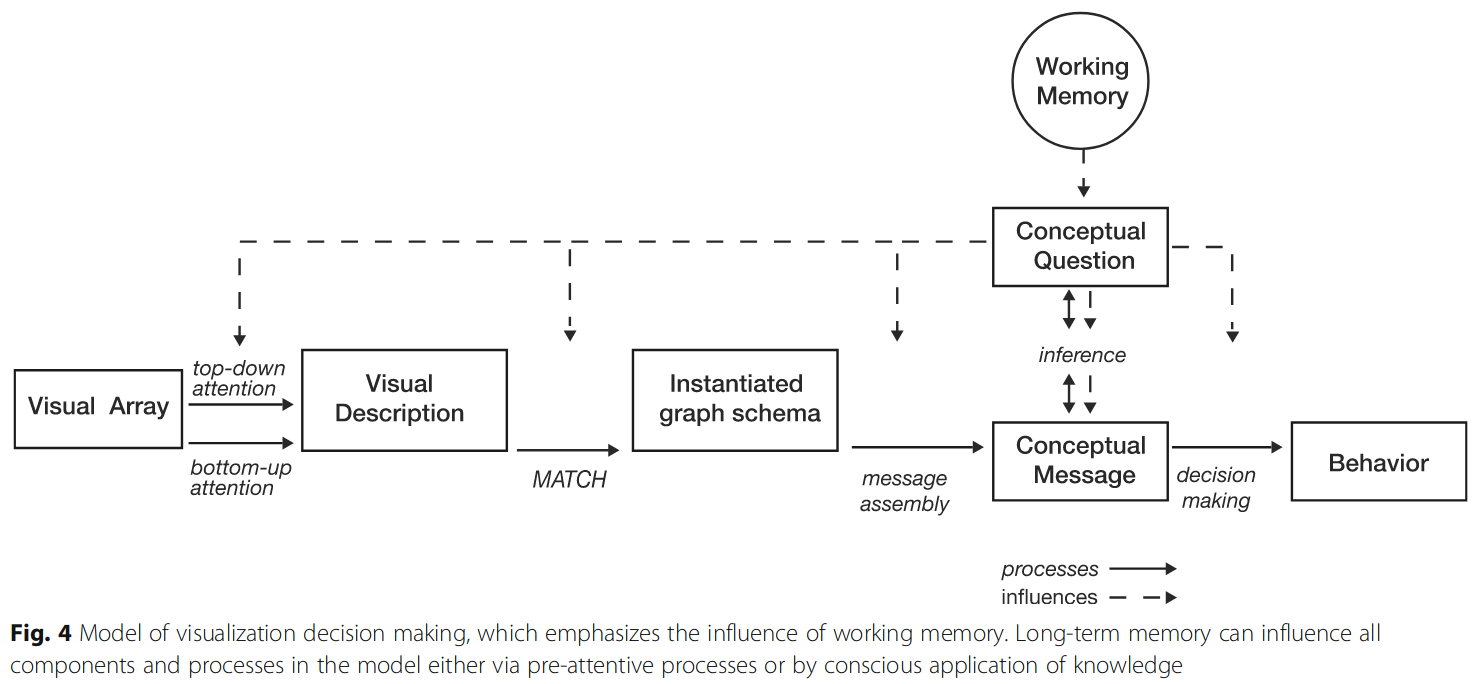 Working
Memory
Conceptual
Question
top-down
attention
Visual Array
bottom-up
attention
Visual
Description
MATCH
Instantiated
graph schema
message
assembly
inference
Conceptual
Message
decision
making
Behavior
processes
influences
Fig. 4 Model of visualization decision making, which emphasizes the influence of working memory. Long-term memory can influence all
components and processes in the model either via pre-attentive processes or by conscious application of knowledge